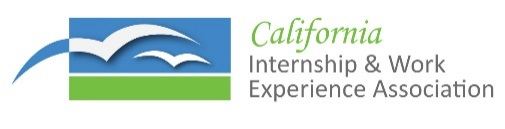 California
Internship & Work
Experience Association